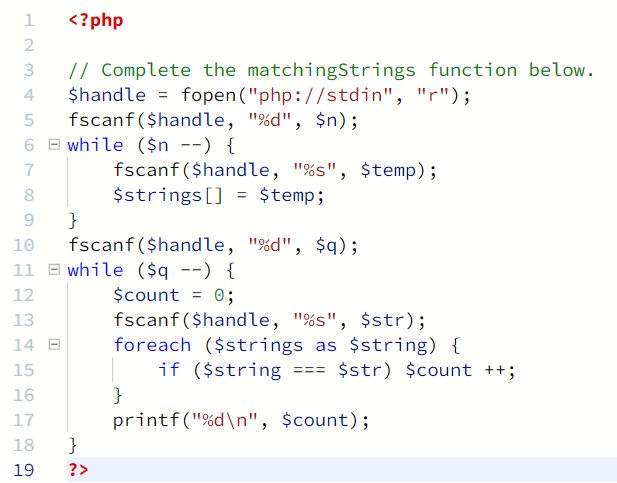 1 <?php
2
3 // Complete the matchingStrings function below.
4 $handle = fopen("php://stdin", "r");
5 fscanf($handle, "%d", $n);
6 while ($n --) {
7     fscanf($handle, "%s", $temp);
8     $strings[] = $temp;
9 }
10 fscanf($handle, "%d", $q);
11 while ($q --) {
12     $count = 0;
13     fscanf($handle, "%s", $str);
14     foreach ($strings as $string) {
15         if ($string === $str) $count ++;
16     }
17     printf("%d\n", $count);
18 }
19 ?>